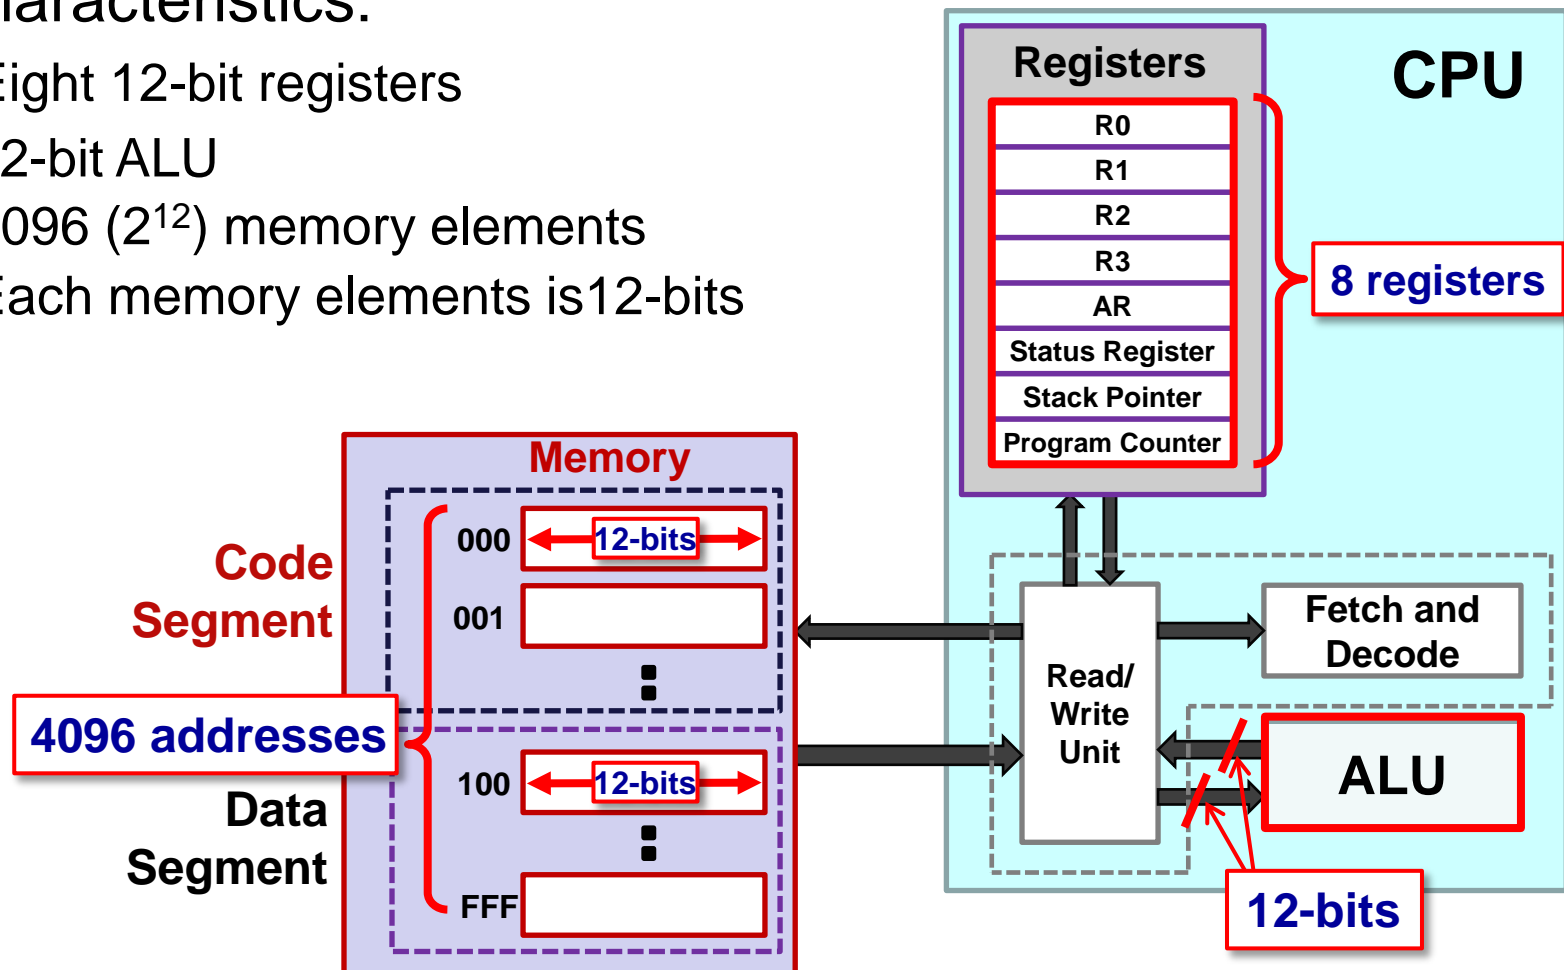 haracteristics:
Eight 12-bit registers
2-bit ALU
096 (2¹²) memory elements
Each memory elements is12-bits
CPU
Registers
R0
R1
R2
R3
AR
Status Register
Stack Pointer
Program Counter
8 registers
Memory
Code
Segment
000
12-bits
001
4096 addresses
Data
Segment
100
12-bits
FFF
Read/
Write
Unit
Fetch and
Decode
ALU
12-bits